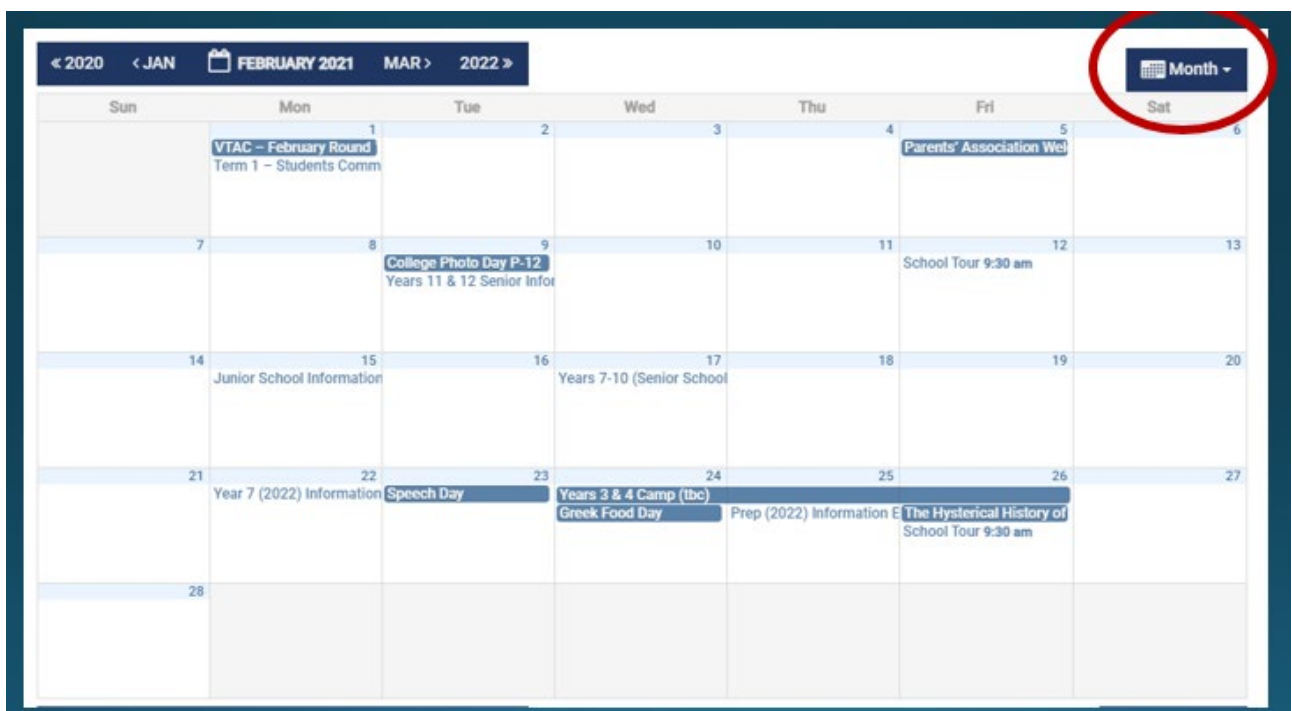 « 2020 ‹ JAN FEBRUARY 2021 MAR › 2022 » Month
Sun Mon Tue Wed Thu Fri Sat
1 2 3 4 5 6
VTAC – February Round Parents' Association Wel
Term 1 – Students Comm
7 8 9 10 11 12 13
College Photo Day P-12 School Tour 9:30 am
Years 11 & 12 Senior Infor
14 15 16 17 18 19 20
Junior School Information Years 7-10 (Senior School
21 22 23 24 25 26 27
Year 7 (2022) Information Speech Day Years 3 & 4 Camp (tbc)
Greek Food Day Prep (2022) Information E The Hysterical History of
School Tour 9:30 am
28